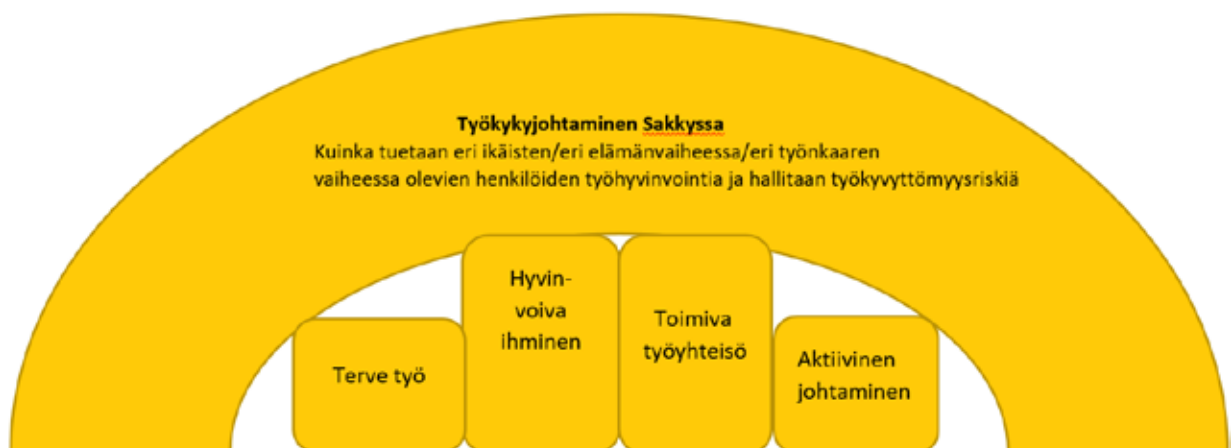 Työkykyjohtaminen Sakkyssa
Kuinka tuetaan eri ikäisten/eri elämänvaiheessa/eri työnkaaren
vaiheessa olevien henkilöiden työhyvinvointia ja hallitaan työkyvyttömyysriskiä
Terve työ
Hyvin-
voiva
ihminen
Toimiva
työyhteisö
Aktiivinen
johtaminen